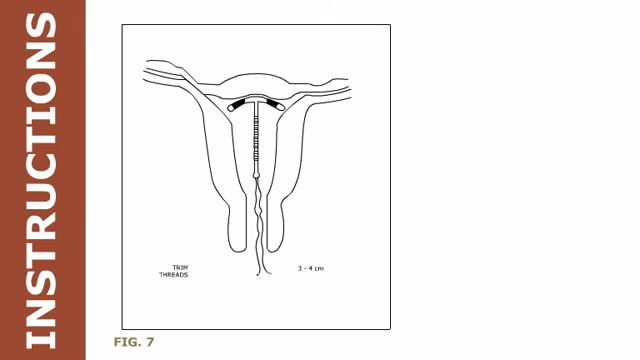 INSTRUCTIONS
TRIM
THREADS
3 - 4 cm
FIG. 7